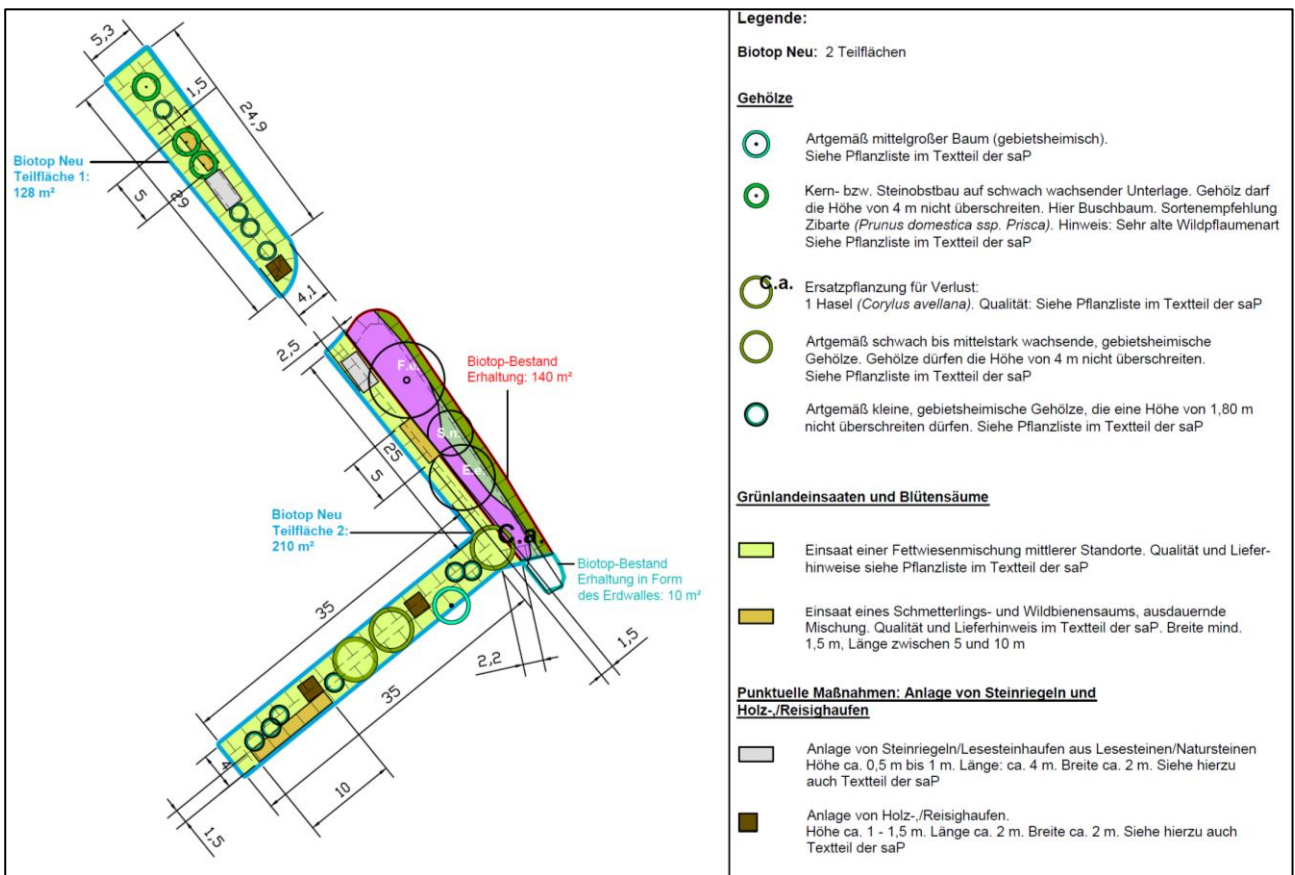 5,3
1,5
24,9
Biotop Neu
Teilfläche 1:
128 m²
5
29
4,1
2,5
F.e.
Biotop-Bestand
Erhaltung: 140 m²
S.n.
25
5
E.e.
Biotop Neu
Teilfläche 2:
210 m²
C.a.
Biotop-Bestand
Erhaltung in Form
des Erdwalles: 10 m²
35
2,2
1,5
35
4
10
1,5
Legende:
Biotop Neu: 2 Teilflächen
Gehölze
Artgemäß mittelgroßer Baum (gebietsheimisch).
Siehe Pflanzliste im Textteil der saP
Kern- bzw. Steinobstbau auf schwach wachsender Unterlage. Gehölz darf
die Höhe von 4 m nicht überschreiten. Hier Buschbaum. Sortenempfehlung
Zibarte (Prunus domestica ssp. Prisca). Hinweis: Sehr alte Wildpflaumenart
Siehe Pflanzliste im Textteil der saP
C.a.
Ersatzpflanzung für Verlust:
1 Hasel (Corylus avellana). Qualität: Siehe Pflanzliste im Textteil der saP
Artgemäß schwach bis mittelstark wachsende, gebietsheimische
Gehölze. Gehölze dürfen die Höhe von 4 m nicht überschreiten.
Siehe Pflanzliste im Textteil der saP
Artgemäß kleine, gebietsheimische Gehölze, die eine Höhe von 1,80 m
nicht überschreiten dürfen. Siehe Pflanzliste im Textteil der saP
Grünlandeinsaaten und Blütensäume
Einsaat einer Fettwiesenmischung mittlerer Standorte. Qualität und Liefer-
hinweise siehe Pflanzliste im Textteil der saP
Einsaat eines Schmetterlings- und Wildbienensaums, ausdauernde
Mischung. Qualität und Lieferhinweis im Textteil der saP. Breite mind.
1,5 m, Länge zwischen 5 und 10 m
Punktuelle Maßnahmen: Anlage von Steinriegeln und
Holz-,/Reisighaufen
Anlage von Steinriegeln/Lesesteinhaufen aus Lesesteinen/Natursteinen
Höhe ca. 0,5 m bis 1 m. Länge: ca. 4 m. Breite ca. 2 m. Siehe hierzu
auch Textteil der saP
Anlage von Holz-,/Reisighaufen.
Höhe ca. 1 - 1,5 m. Länge ca. 2 m. Breite ca. 2 m. Siehe hierzu auch
Textteil der saP